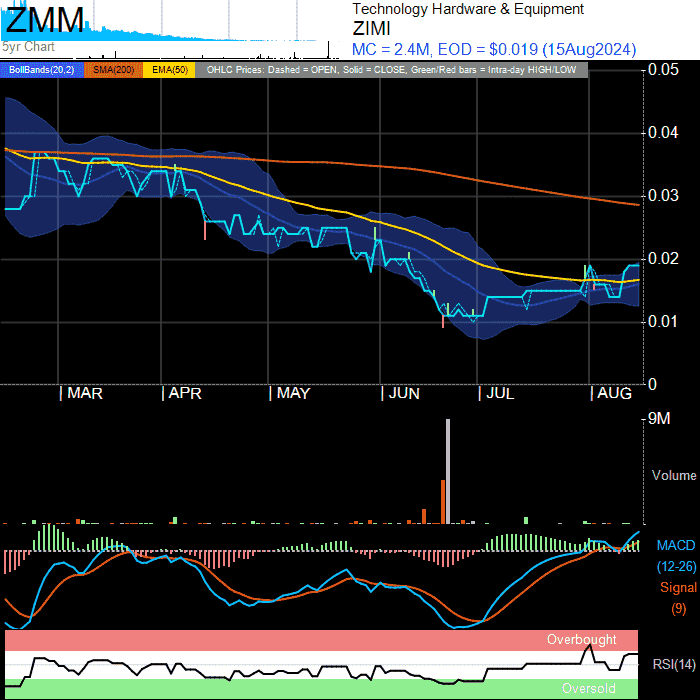 ZMM
5yr Chart
Technology Hardware & Equipment
ZIMI
MC = 2.4M, EOD = $0.019 (15Aug2024)
BollBands(20,2) SMA(200) EMA(50) OHLC Prices: Dashed = OPEN, Solid = CLOSE, Green/Red bars = Intra-day HIGH/LOW
0.05
0.04
0.03
0.02
0.01
0
MAR APR MAY JUN JUL AUG
9M
Volume
MACD
(12-26)
Signal
(9)
Overbought
RSI(14)
Oversold